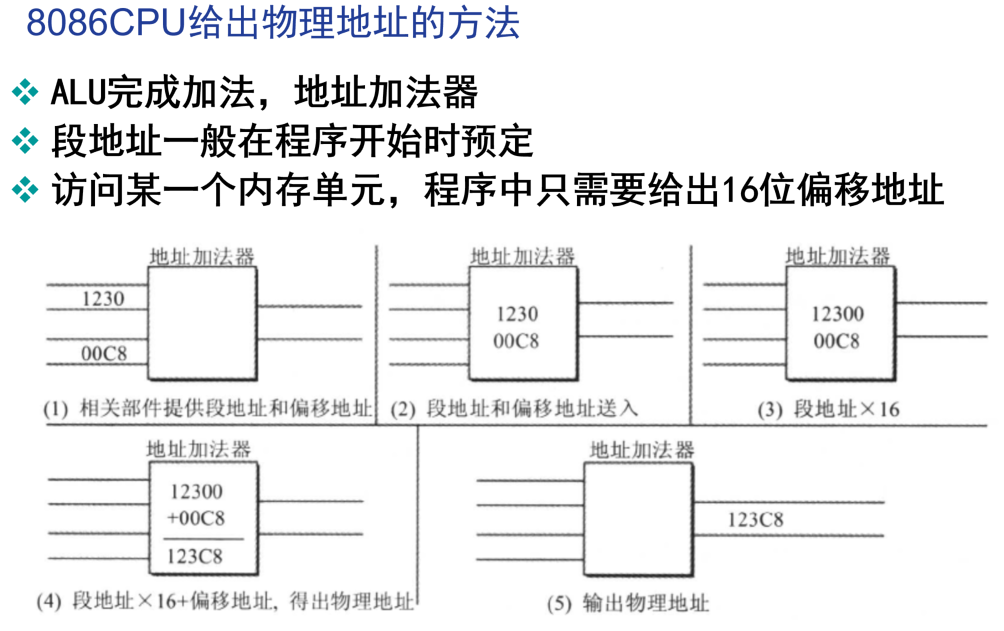 8086CPU给出物理地址的方法
❖ ALU完成加法，地址加法器
❖ 段地址一般在程序开始时预定
❖ 访问某一个内存单元，程序中只需要给出16位偏移地址
地址加法器
1230
00C8
(1) 相关部件提供段地址和偏移地址
地址加法器
1230
00C8
(2) 段地址和偏移地址送入
地址加法器
12300
00C8
(3) 段地址×16
地址加法器
12300
+00C8
123C8
(4) 段地址×16+偏移地址, 得出物理地址
地址加法器
123C8
(5) 输出物理地址